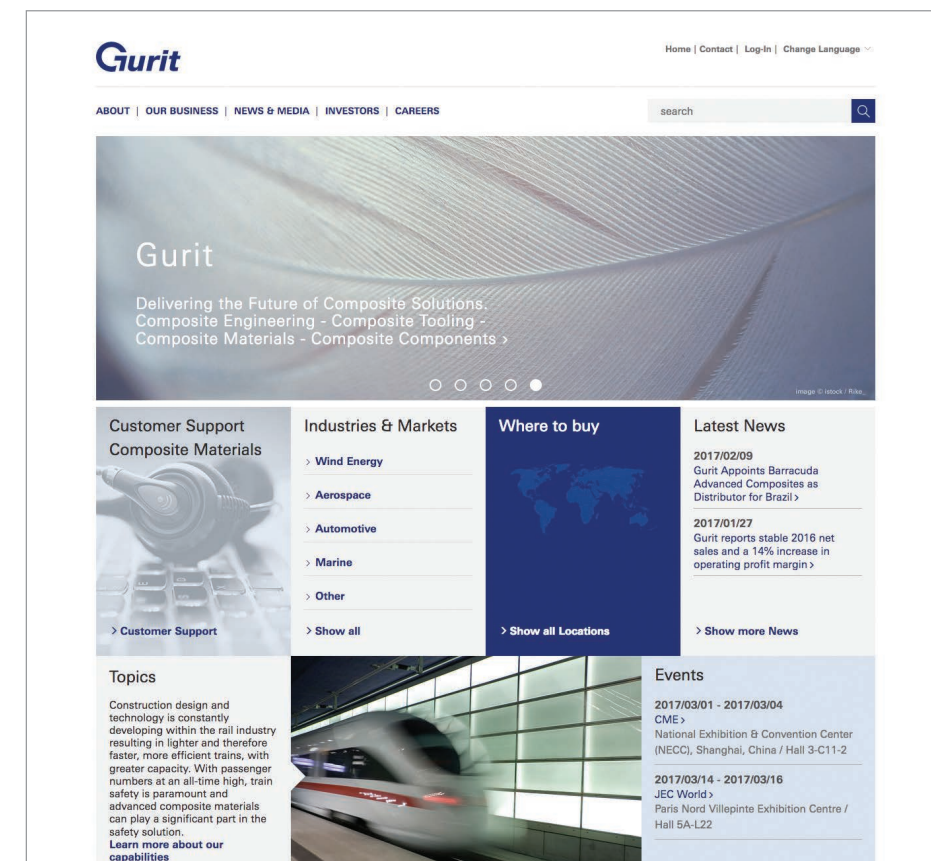 Gurit
Home | Contact | Log-In | Change Language
ABOUT | OUR BUSINESS | NEWS & MEDIA | INVESTORS | CAREERS
search
Gurit
Delivering the Future of Composite Solutions.
Composite Engineering - Composite Tooling -
Composite Materials - Composite Components ›
Image © istock / Rike_
Customer Support
Composite Materials
> Customer Support
Industries & Markets
> Wind Energy
> Aerospace
> Automotive
> Marine
> Other
> Show all
Where to buy
> Show all Locations
Latest News
2017/02/09
Gurit Appoints Barracuda
Advanced Composites as
Distributor for Brazil >
2017/01/27
Gurit reports stable 2016 net
sales and a 14% increase in
operating profit margin >
> Show more News
Topics
Construction design and
technology is constantly
developing within the rail industry
resulting in lighter and therefore
faster, more efficient trains, with
greater capacity. With passenger
numbers at an all-time high, train
safety is paramount and
advanced composite materials
can play a significant part in the
safety solution.
Learn more about our
capabilities
Events
2017/03/01 - 2017/03/04
CME >
National Exhibition & Convention Center
(NECC), Shanghai, China / Hall 3-C11-2
2017/03/14 - 2017/03/16
JEC World >
Paris Nord Villepinte Exhibition Centre /
Hall 5A-L22